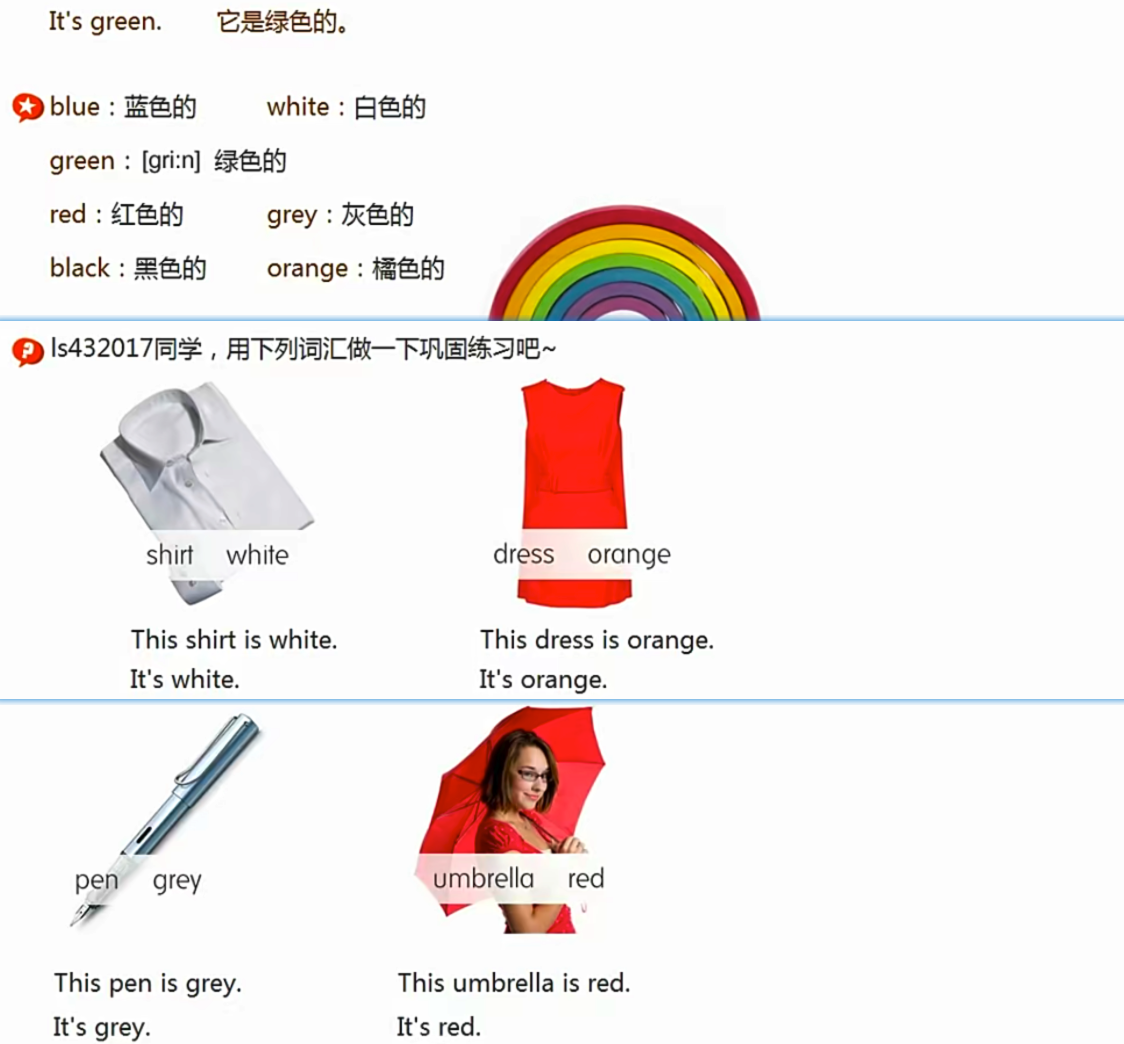 It's green. 它是绿色的。
blue：蓝色的 white：白色的
green：[gri:n] 绿色的
red：红色的 grey：灰色的
black：黑色的 orange：橘色的
ls432017同学，用下列词汇做一下巩固练习吧~
shirt white
dress orange
This shirt is white.
It's white.
This dress is orange.
It's orange.
pen grey
umbrella red
This pen is grey.
It's grey.
This umbrella is red.
It's red.